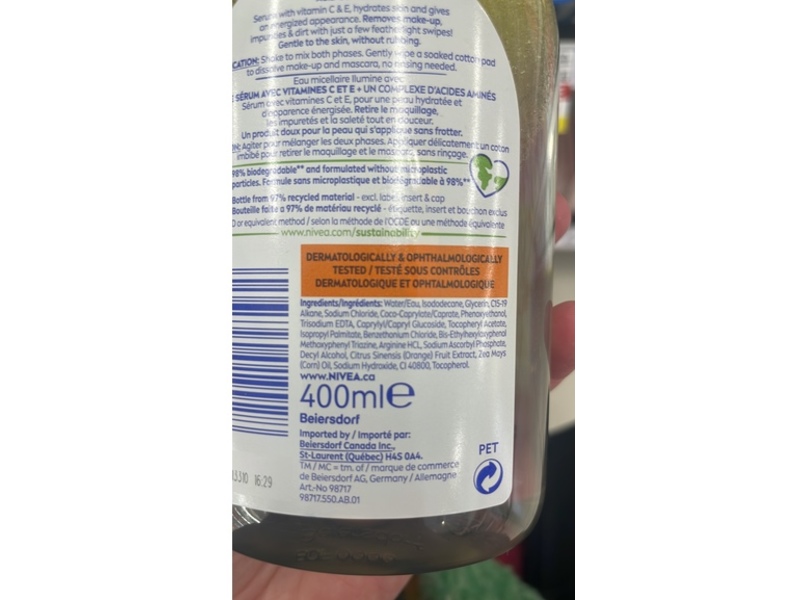 Serum with vitamin C & E, hydrates skin and gives
an energized appearance. Removes make-up,
impurities & dirt with just a few featherlight swipes!
Gentle to the skin, without rubbing.
CATION: Shake to mix both phases. Gently wipe a soaked cotton pad
to dissolve make-up and mascara, no rinsing needed.
Eau micellaire Ilumine avec
SÉRUM AVEC VITAMINES C ET E + UN COMPLEXE D'ACIDES AMINÉS
Sérum avec vitamines C et E, pour une peau hydratée et
d'apparence énergisée. Retire le maquillage,
les impuretés et la saleté tout en douceur.
Un produit doux pour la peau qui s'applique sans frotter.
Agiter pour mélanger les deux phases. Appliquer délicatement un coton
imbibé pour retirer le maquillage et le mascara, sans rinçage.
98% biodegradable** and formulated without microplastic
particles. Formule sans microplastique et biodégradable à 98%**
Bottle from 97% recycled material - excl. label, insert & cap
Bouteille faite à 97% de matériau recyclé - étiquette, insert et bouchon exclus
D or equivalent method / selon la méthode de l'OCDE ou une méthode équivalente
www.nivea.com/sustainability
DERMATOLOGICALLY & OPHTHALMOLOGICALLY
TESTED / TESTÉ SOUS CONTRÔLES
DERMATOLOGIQUE ET OPHTALMOLOGIQUE
Ingredients/Ingrédients: Water/Eau, Isododecane, Glycerin, C15-19
Alkane, Sodium Chloride, Coco-Caprylate/Caprate, Phenoxyethanol,
Trisodium EDTA, Caprylyl/Capryl Glucoside, Tocopheryl Acetate,
Isopropyl Palmitate, Benzethonium Chloride, Bis-Ethylhexyloxyphenol
Methoxyphenyl Triazine, Arginine HCL, Sodium Ascorbyl Phosphate,
Decyl Alcohol, Citrus Sinensis (Orange) Fruit Extract, Zea Mays
(Corn) Oil, Sodium Hydroxide, CI 40800, Tocopherol.
www.NIVEA.ca
400ml e
Beiersdorf
Imported by / Importé par:
Beiersdorf Canada Inc.,
St-Laurent (Québec) H4S 0A4.
TM / MC = tm. of / marque de commerce
de Beiersdorf AG, Germany / Allemagne
Art.-No 98717
98717.550.AB.01
PET
3310 16:29